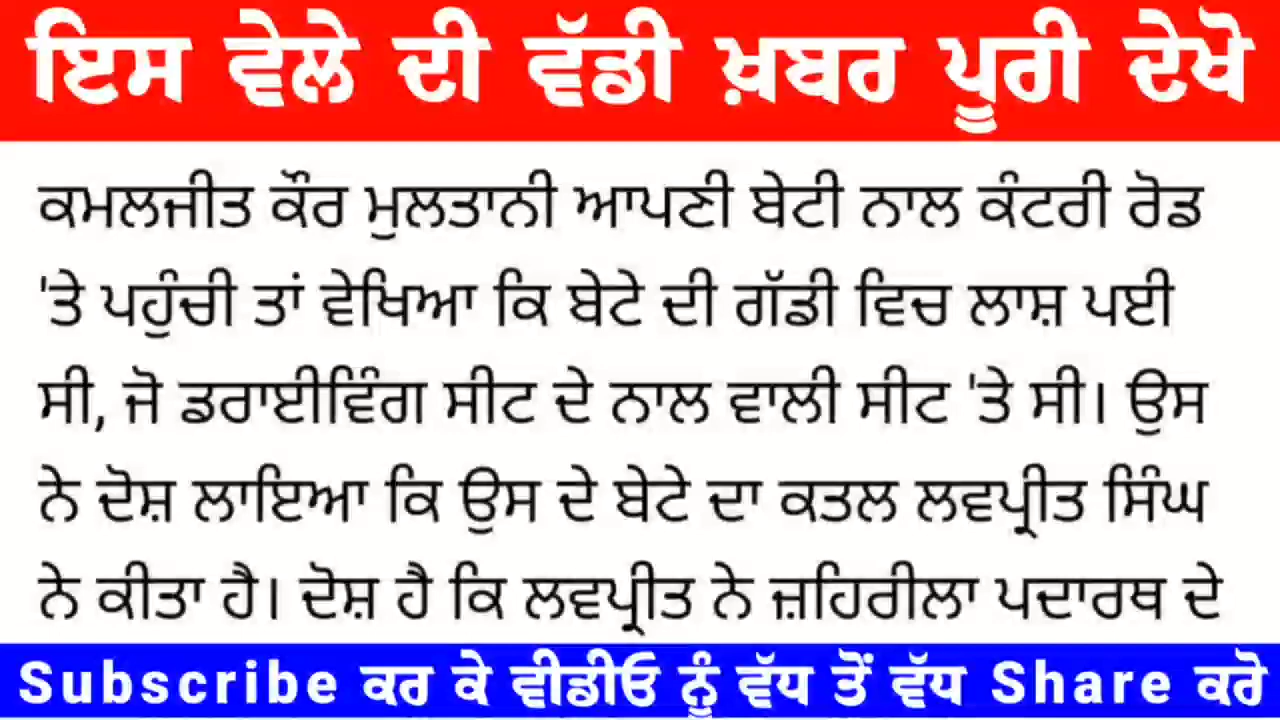 ਇਸ ਵੇਲੇ ਦੀ ਵੱਡੀ ਖ਼ਬਰ ਪੂਰੀ ਦੇਖੋ
ਕਮਲਜੀਤ ਕੌਰ ਮੁਲਤਾਨੀ ਆਪਣੀ ਬੇਟੀ ਨਾਲ ਕੰਟਰੀ ਰੋਡ
'ਤੇ ਪਹੁੰਚੀ ਤਾਂ ਵੇਖਿਆ ਕਿ ਬੇਟੇ ਦੀ ਗੱਡੀ ਵਿਚ ਲਾਸ਼ ਪਈ
ਸੀ, ਜੋ ਡਰਾਈਵਿੰਗ ਸੀਟ ਦੇ ਨਾਲ ਵਾਲੀ ਸੀਟ 'ਤੇ ਸੀ। ਉਸ
ਨੇ ਦੋਸ਼ ਲਾਇਆ ਕਿ ਉਸ ਦੇ ਬੇਟੇ ਦਾ ਕਤਲ ਲਵਪ੍ਰੀਤ ਸਿੰਘ
ਨੇ ਕੀਤਾ ਹੈ। ਦੋਸ਼ ਹੈ ਕਿ ਲਵਪ੍ਰੀਤ ਨੇ ਜ਼ਹਿਰੀਲਾ ਪਦਾਰਥ ਦੇ
Subscribe ਕਰ ਕੇ ਵੀਡੀਓ ਨੂੰ ਵੱਧ ਤੋਂ ਵੱਧ Share ਕਰੋ